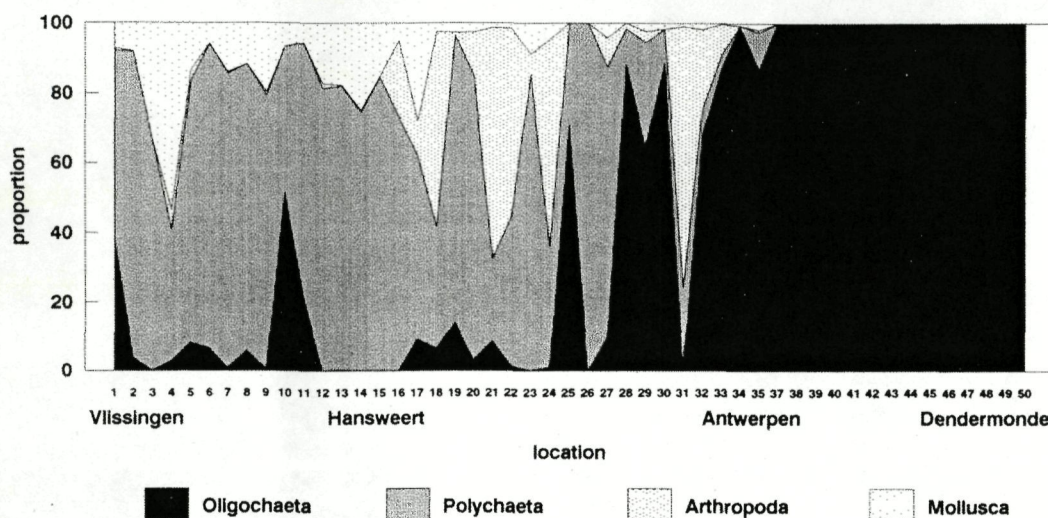 100
80
60
40
20
0
proportion
1 2 3 4 5 6 7 8 9 10 11 12 13 14 15 16 17 18 19 20 21 22 23 24 25 26 27 28 29 30 31 32 33 34 35 37 38 39 40 41 42 43 44 45 46 47 48 49 50
Vlissingen Hansweert Antwerpen Dendermonde
location
Oligochaeta Polychaeta Arthropoda Mollusca